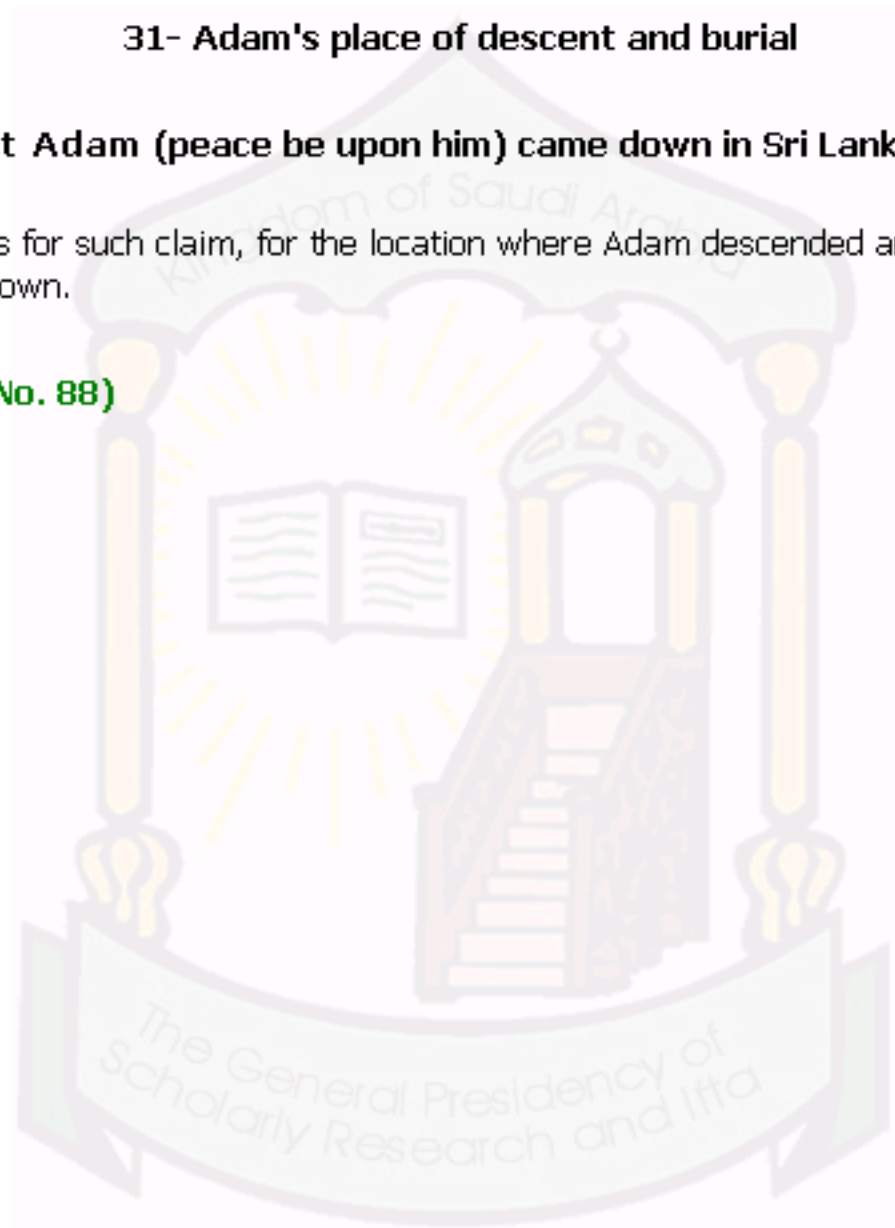 31- Adam's place of descent and burial
t Adam (peace be upon him) came down in Sri Lank
s for such claim, for the location where Adam descended a
own.
No. 88)
Kingdom of Saudi Arabia
The General Presidency of
Scholarly Research and Ifta